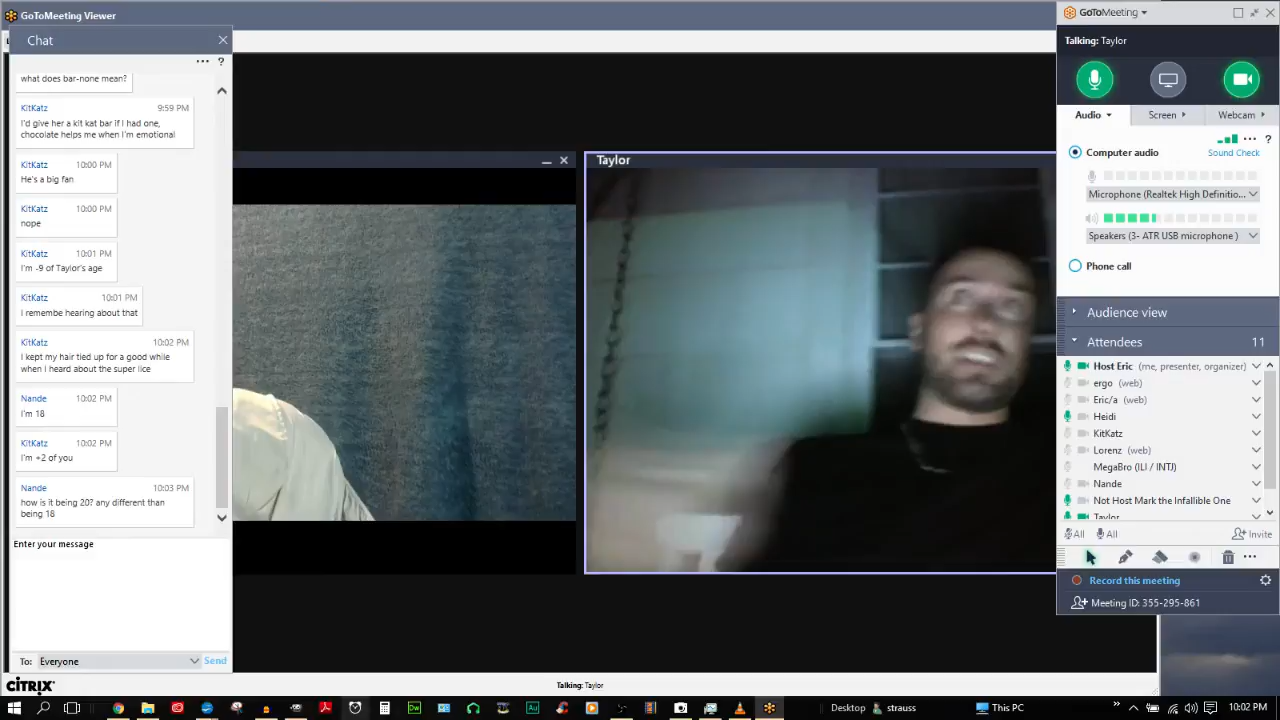 GoToMeeting Viewer
Chat
?
what does bar-none mean?
KitKatz 9:59 PM
I'd give her a kit kat bar if I had one,
chocolate helps me when I'm emotional
KitKatz 10:00 PM
He's a big fan
KitKatz 10:00 PM
nope
KitKatz 10:01 PM
I'm -9 of Taylor's age
KitKatz 10:01 PM
I remembe hearing about that
KitKatz 10:02 PM
I kept my hair tied up for a good while
when I heard about the super lice
Nande 10:02 PM
I'm 18
KitKatz 10:02 PM
I'm +2 of you
Nande 10:03 PM
how is it being 20? any different than
being 18
Enter your message
To: Everyone Send
CİTRIX
Taylor
Talking: Taylor
GoToMeeting
Talking: Taylor
Audio Screen Webcam
?
Computer audio Sound Check
Microphone (Realtek High Definitio...
Speakers (3- ATR USB microphone )
Phone call
Audience view
Attendees 11
Host Eric (me, presenter, organizer)
ergo (web)
Eric/a (web)
Heidi
KitKatz
Lorenz (web)
MegaBro (ILI / INTJ)
Nande
Not Host Mark the Infallible One
Taylor
All All Invite
Record this meeting
Meeting ID: 355-295-861
Dw Au
Desktop strauss This PC 10:02 PM